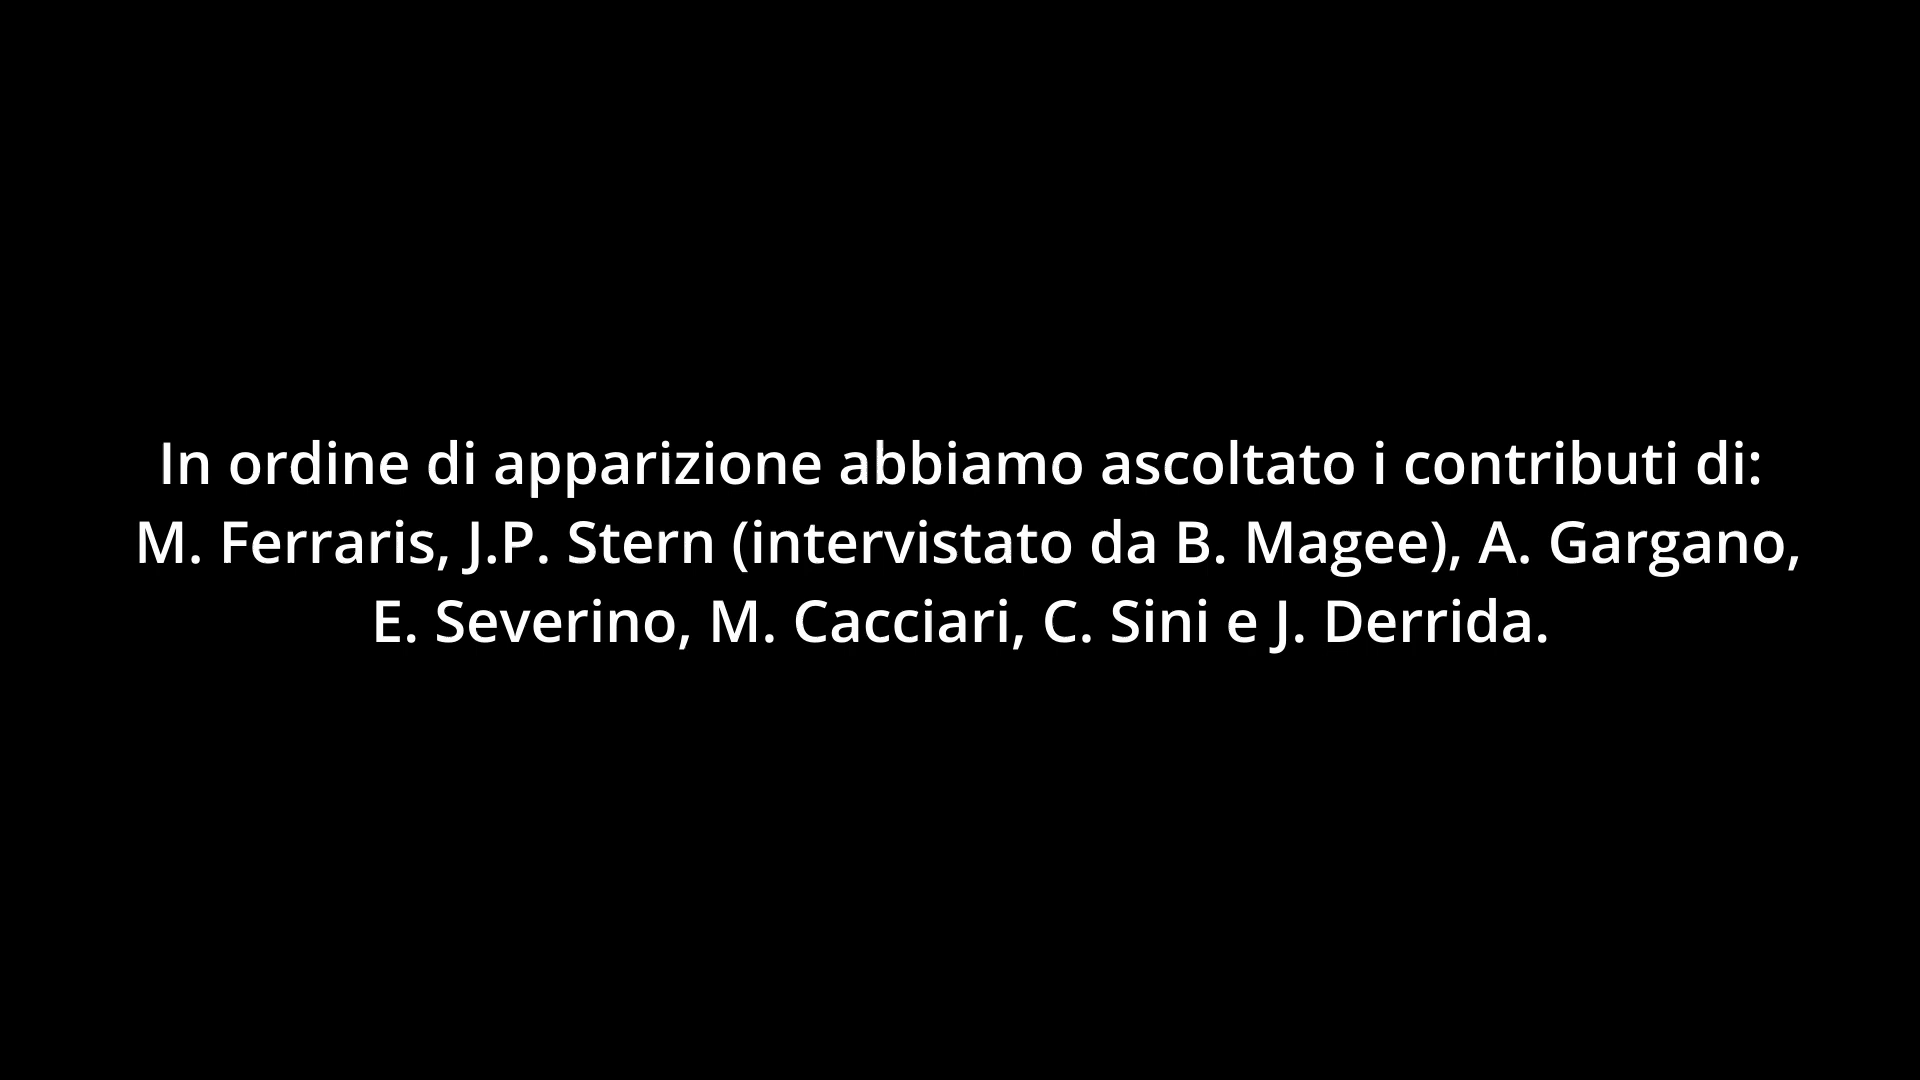 In ordine di apparizione abbiamo ascoltato i contributi di:
M. Ferraris, J.P. Stern (intervistato da B. Magee), A. Gargano,
E. Severino, M. Cacciari, C. Sini e J. Derrida.